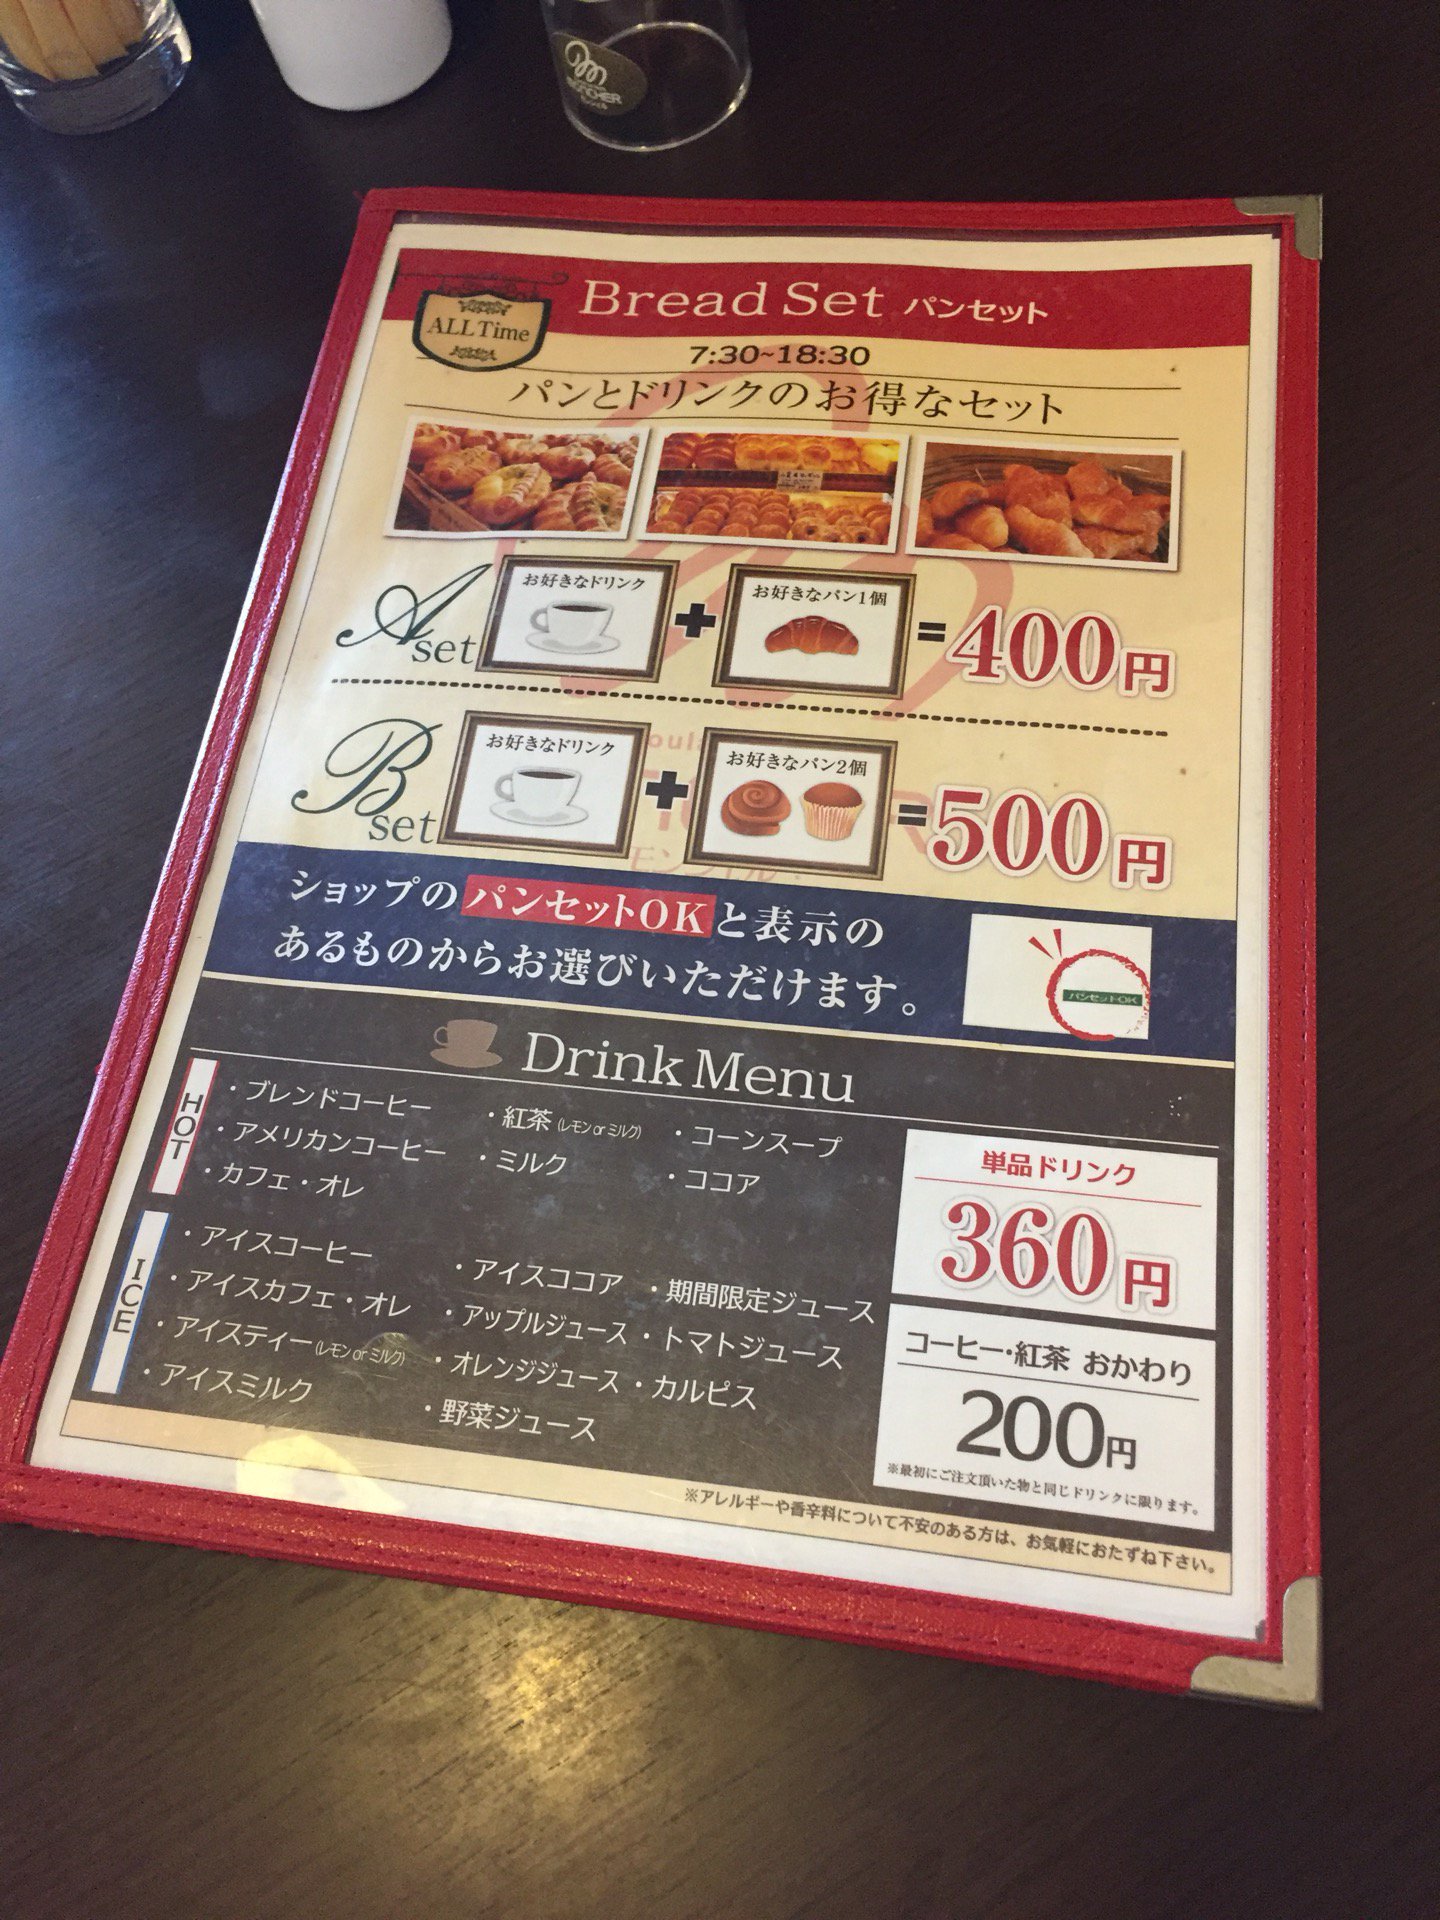 ALL Time
Bread Set パンセット
7:30~18:30
パンとドリンクのお得なセット
A set
お好きなドリンク
+
お好きなパン1個
=400円
B set
お好きなドリンク
+
お好きなパン2個
=500円
ショップのパンセットOKと表示の
あるものからお選びいただけます。
パンセットOK
Drink Menu
HOT
・ブレンドコーヒー
・アメリカンコーヒー
・カフェ・オレ
・紅茶(レモン or ミルク)
・ミルク
・コーンスープ
・ココア
ICE
・アイスコーヒー
・アイスカフェ・オレ
・アイスティー(レモン or ミルク)
・アイスミルク
・アイスココア
・アップルジュース
・オレンジジュース
・野菜ジュース
・期間限定ジュース
・トマトジュース
・カルピス
単品ドリンク
360円
コーヒー・紅茶 おかわり
200円
※最初にご注文頂いた物と同じドリンクに限ります。
※アレルギーや香辛料について不安のある方は、お気軽におたずね下さい。